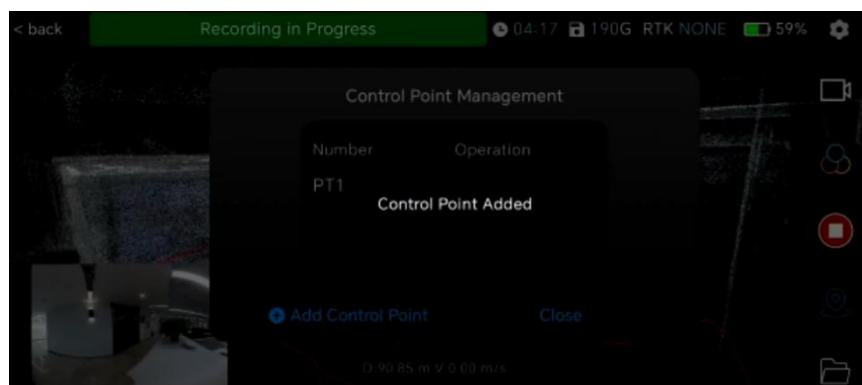 < back Recording in Progress 04:17 190G RTK NONE 59%
Control Point Management
Number Operation
PT1
Control Point Added
Add Control Point Close
D:90.85 m V 0.00 m/s